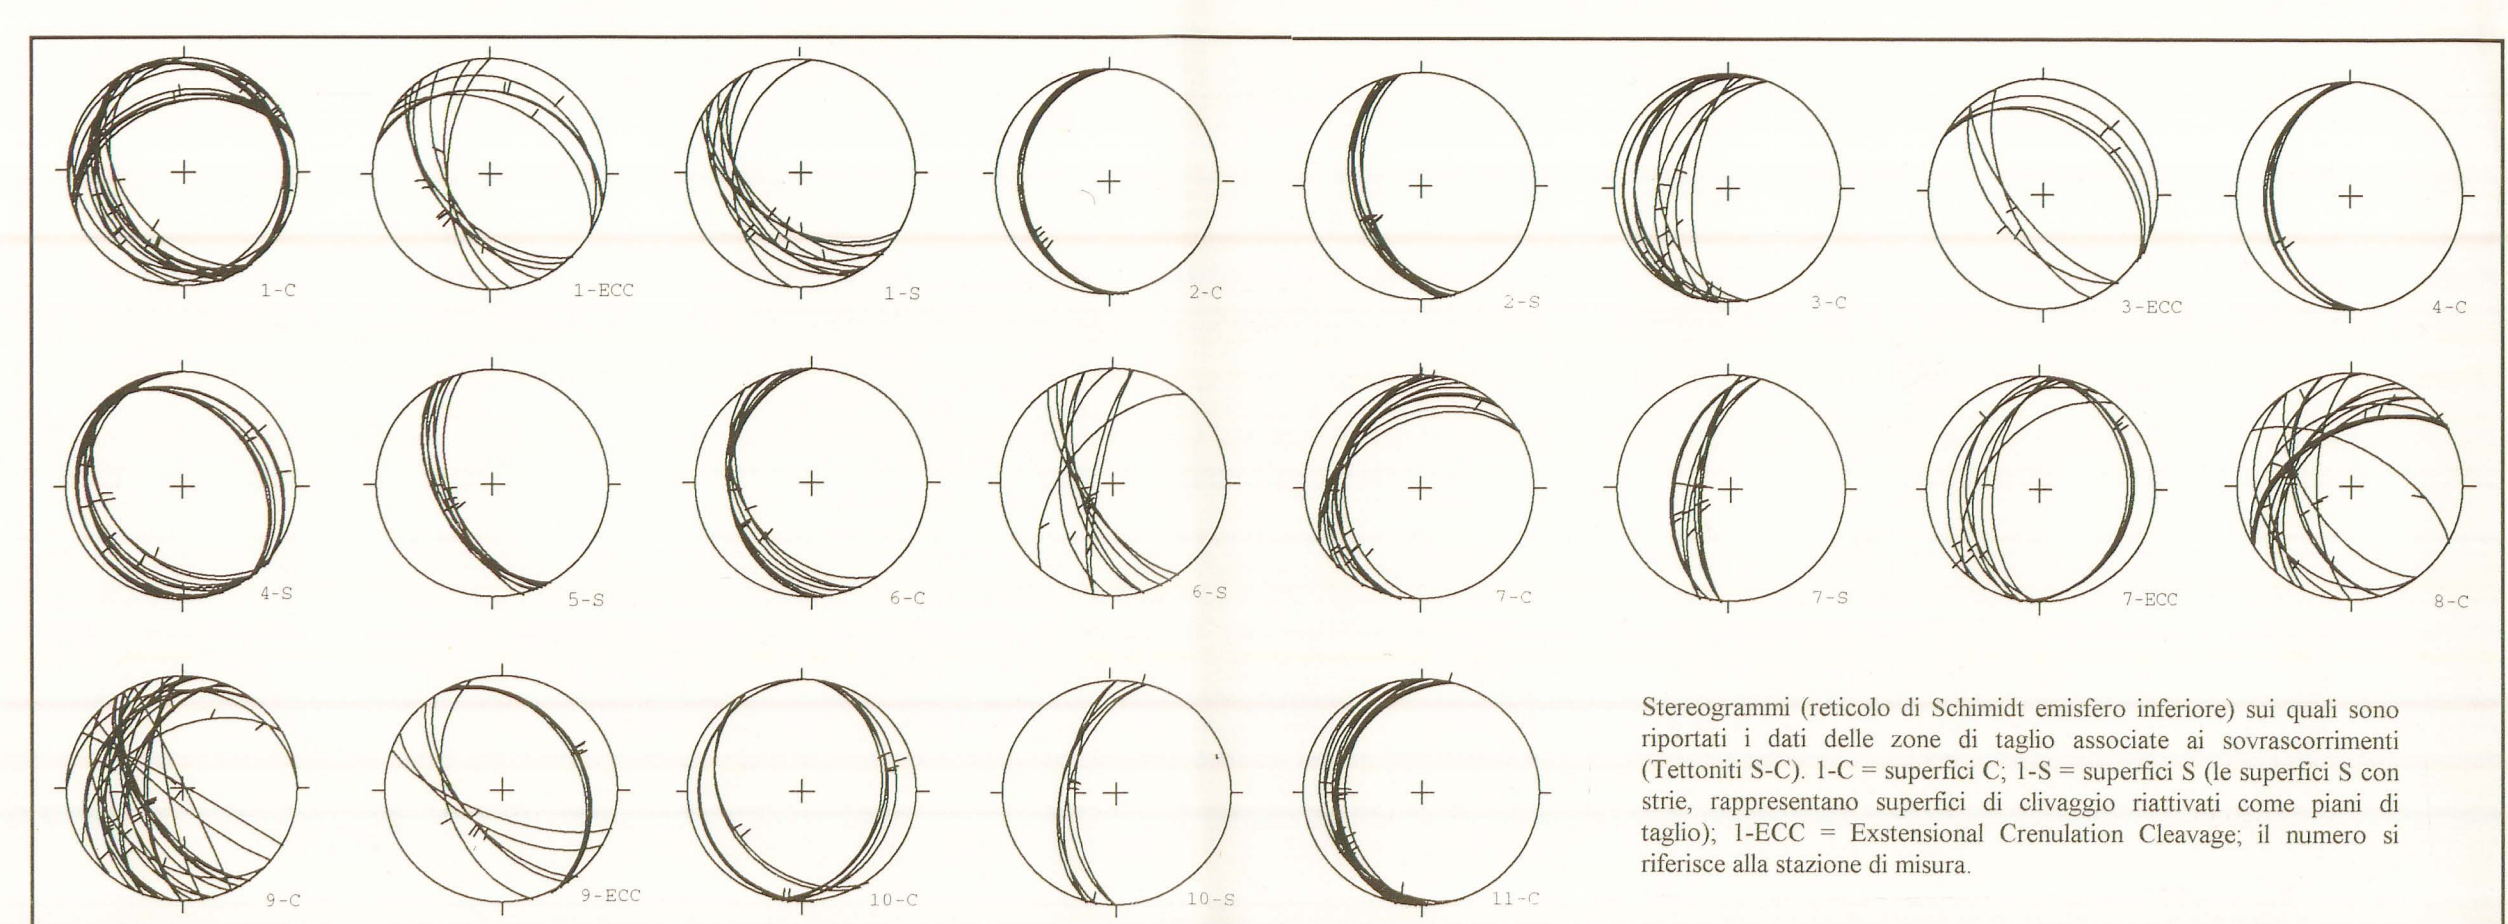 1-C 1-ECC 1-S 2-C 2-S 3-C 3-ECC 4-C
4-S 5-S 6-C 6-S 7-C 7-S 7-ECC 8-C
9-C 9-ECC 10-C 10-S 11-C
Stereogrammi (reticolo di Schimidt emisfero inferiore) sui quali sono
riportati i dati delle zone di taglio associate ai sovrascorrimenti
(Tettoniti S-C). 1-C = superfici C; 1-S = superfici S (le superfici S con
strie, rappresentano superfici di clivaggio riattivati come piani di
taglio); 1-ECC = Exstensional Crenulation Cleavage; il numero si
riferisce alla stazione di misura.